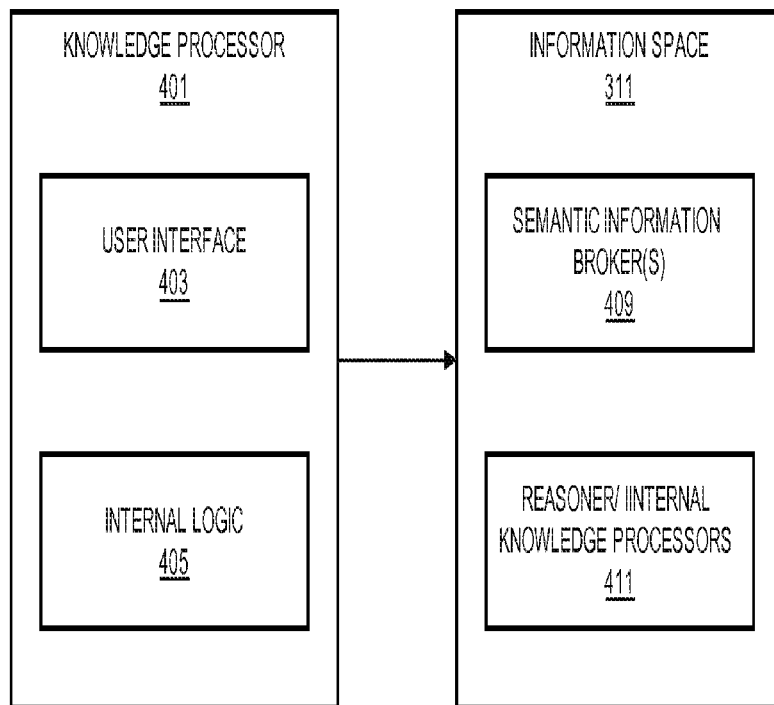 KNOWLEDGE PROCESSOR
401
USER INTERFACE
403
INTERNAL LOGIC
405
INFORMATION SPACE
311
SEMANTIC INFORMATION
BROKER(S)
409
REASONER/ IINTERNAL
KNOWLEDGE PROCESSORS
411